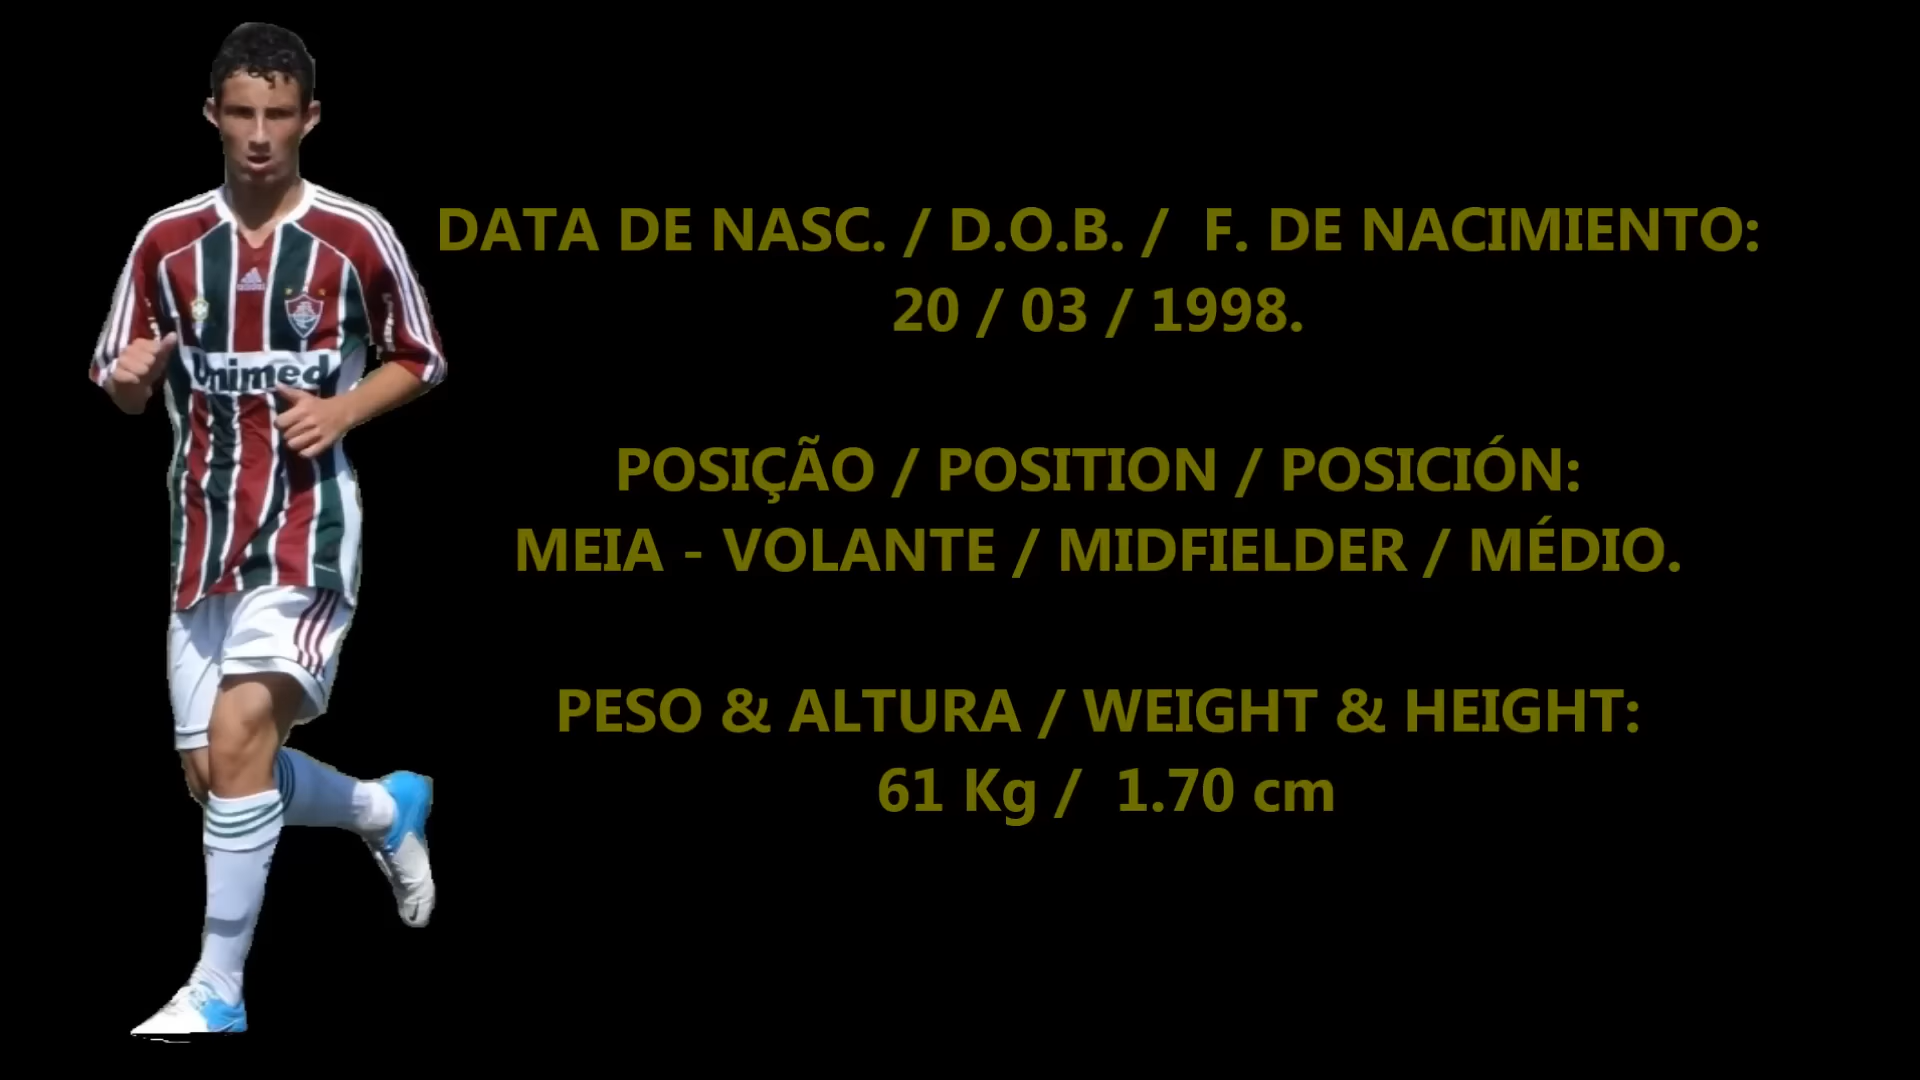 DATA DE NASC. / D.O.B. / F. DE NACIMIENTO:
20 / 03 / 1998.
POSIÇÃO / POSITION / POSICIÓN:
MEIA - VOLANTE / MIDFIELDER / MÉDIO.
PESO & ALTURA / WEIGHT & HEIGHT:
61 Kg / 1.70 cm
adidas
Unimed